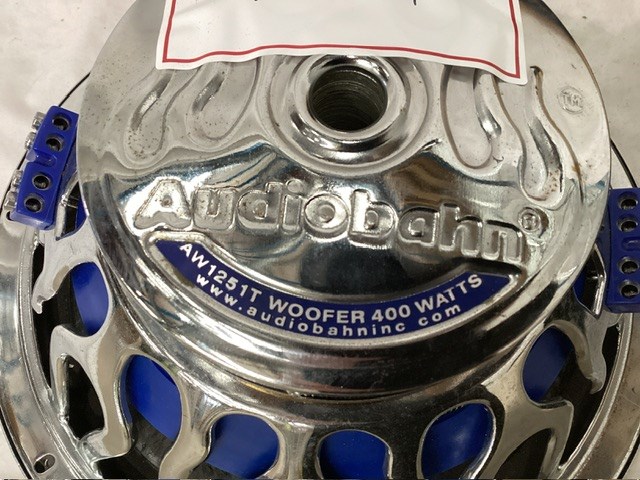 Audiobahn®
AW1251T WOOFER 400 WATTS
www.audiobahninc com